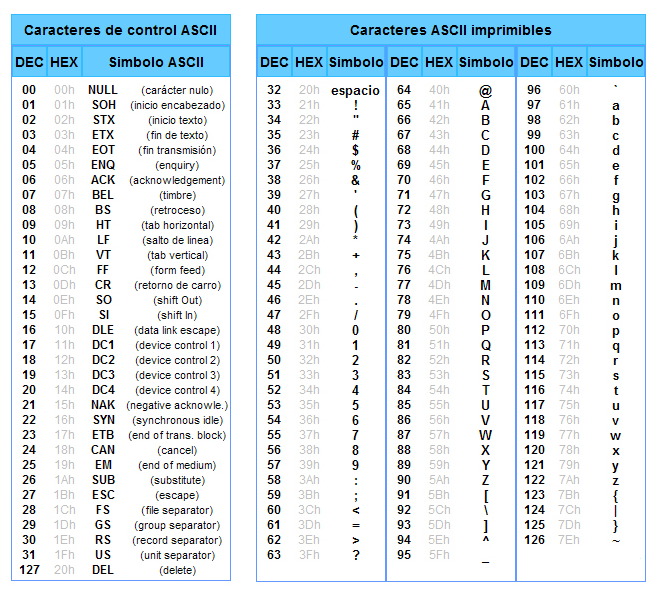 Caracteres de control ASCII
DEC HEX Simbolo ASCII
00 00h NULL (carácter nulo)
01 01h SOH (inicio encabezado)
02 02h STX (inicio texto)
03 03h ETX (fin de texto)
04 04h EOT (fin transmisión)
05 05h ENQ (enquiry)
06 06h ACK (acknowledgement)
07 07h BEL (timbre)
08 08h BS (retroceso)
09 09h HT (tab horizontal)
10 0Ah LF (salto de linea)
11 0Bh VT (tab vertical)
12 0Ch FF (form feed)
13 0Dh CR (retorno de carro)
14 0Eh SO (shift Out)
15 0Fh SI (shift In)
16 10h DLE (data link escape)
17 11h DC1 (device control 1)
18 12h DC2 (device control 2)
19 13h DC3 (device control 3)
20 14h DC4 (device control 4)
21 15h NAK (negative acknowle.)
22 16h SYN (synchronous idle)
23 17h ETB (end of trans. block)
24 18h CAN (cancel)
25 19h EM (end of medium)
26 1Ah SUB (substitute)
27 1Bh ESC (escape)
28 1Ch FS (file separator)
29 1Dh GS (group separator)
30 1Eh RS (record separator)
31 1Fh US (unit separator)
127 20h DEL (delete)
Caracteres ASCII imprimibles
DEC HEX Simbolo DEC HEX Simbolo DEC HEX Simbolo
32 20h espacio 64 40h @ 96 60h `
33 21h ! 65 41h A 97 61h a
34 22h " 66 42h B 98 62h b
35 23h # 67 43h C 99 63h c
36 24h $ 68 44h D 100 64h d
37 25h % 69 45h E 101 65h e
38 26h & 70 46h F 102 66h f
39 27h ' 71 47h G 103 67h g
40 28h ( 72 48h H 104 68h h
41 29h ) 73 49h I 105 69h i
42 2Ah * 74 4Ah J 106 6Ah j
43 2Bh + 75 4Bh K 107 6Bh k
44 2Ch , 76 4Ch L 108 6Ch l
45 2Dh - 77 4Dh M 109 6Dh m
46 2Eh . 78 4Eh N 110 6Eh n
47 2Fh / 79 4Fh O 111 6Fh o
48 30h 0 80 50h P 112 70h p
49 31h 1 81 51h Q 113 71h q
50 32h 2 82 52h R 114 72h r
51 33h 3 83 53h S 115 73h s
52 34h 4 84 54h T 116 74h t
53 35h 5 85 55h U 117 75h u
54 36h 6 86 56h V 118 76h v
55 37h 7 87 57h W 119 77h w
56 38h 8 88 58h X 120 78h x
57 39h 9 89 59h Y 121 79h y
58 3Ah : 90 5Ah Z 122 7Ah z
59 3Bh ; 91 5Bh [ 123 7Bh {
60 3Ch < 92 5Ch \ 124 7Ch |
61 3Dh = 93 5Dh ] 125 7Dh }
62 3Eh > 94 5Eh ^ 126 7Eh ~
63 3Fh ? 95 5Fh _